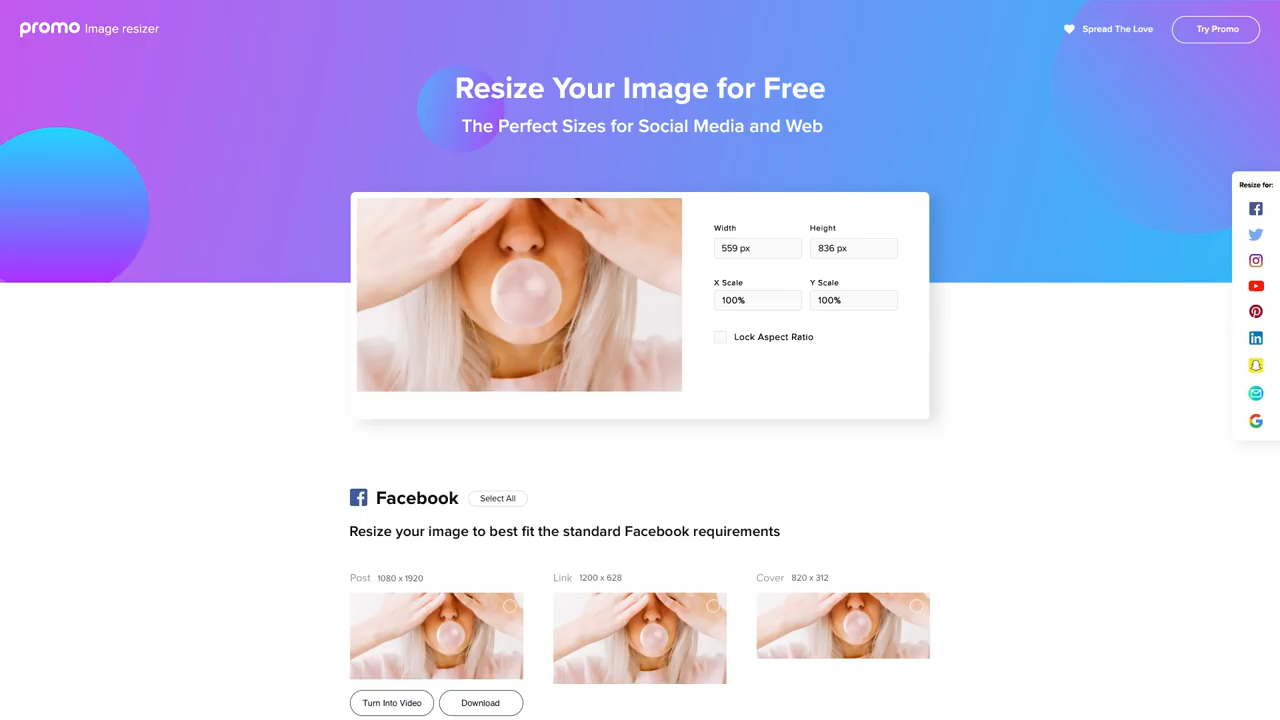 promo Image resizer
Spread The Love
Try Promo
Resize Your Image for Free
The Perfect Sizes for Social Media and Web
Resize for:
Width Height
559 px 836 px
X Scale Y Scale
100% 100%
Lock Aspect Ratio
Facebook Select All
Resize your image to best fit the standard Facebook requirements
Post 1080 x 1920
Link 1200 x 628
Cover 820 x 312
Turn Into Video Download